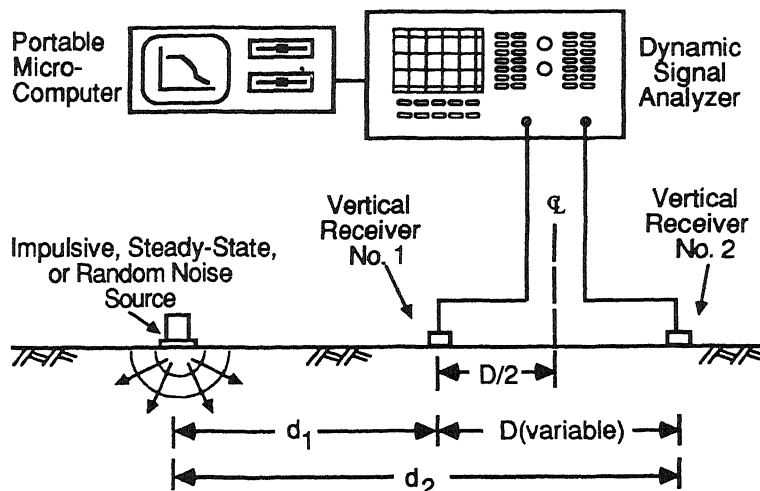 Portable
Micro-
Computer
Dynamic
Signal
Analyzer
Impulsive, Steady-State,
or Random Noise
Source
Vertical
Receiver
No. 1
℄
Vertical
Receiver
No. 2
D/2
d1
D(variable)
d2